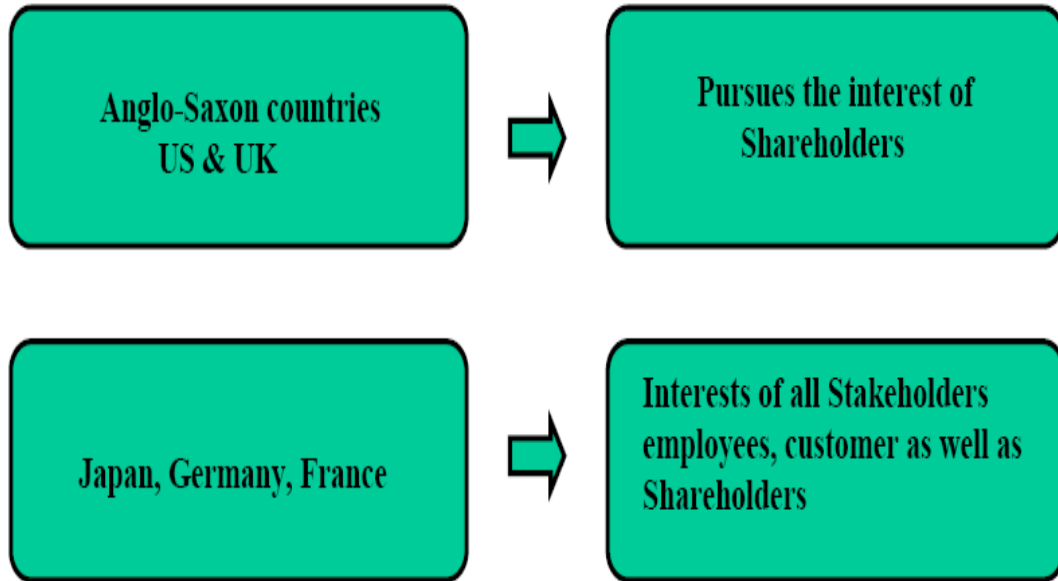 Anglo-Saxon countries
US & UK
Pursues the interest of
Shareholders
Japan, Germany, France
Interests of all Stakeholders
employees, customer as well as
Shareholders